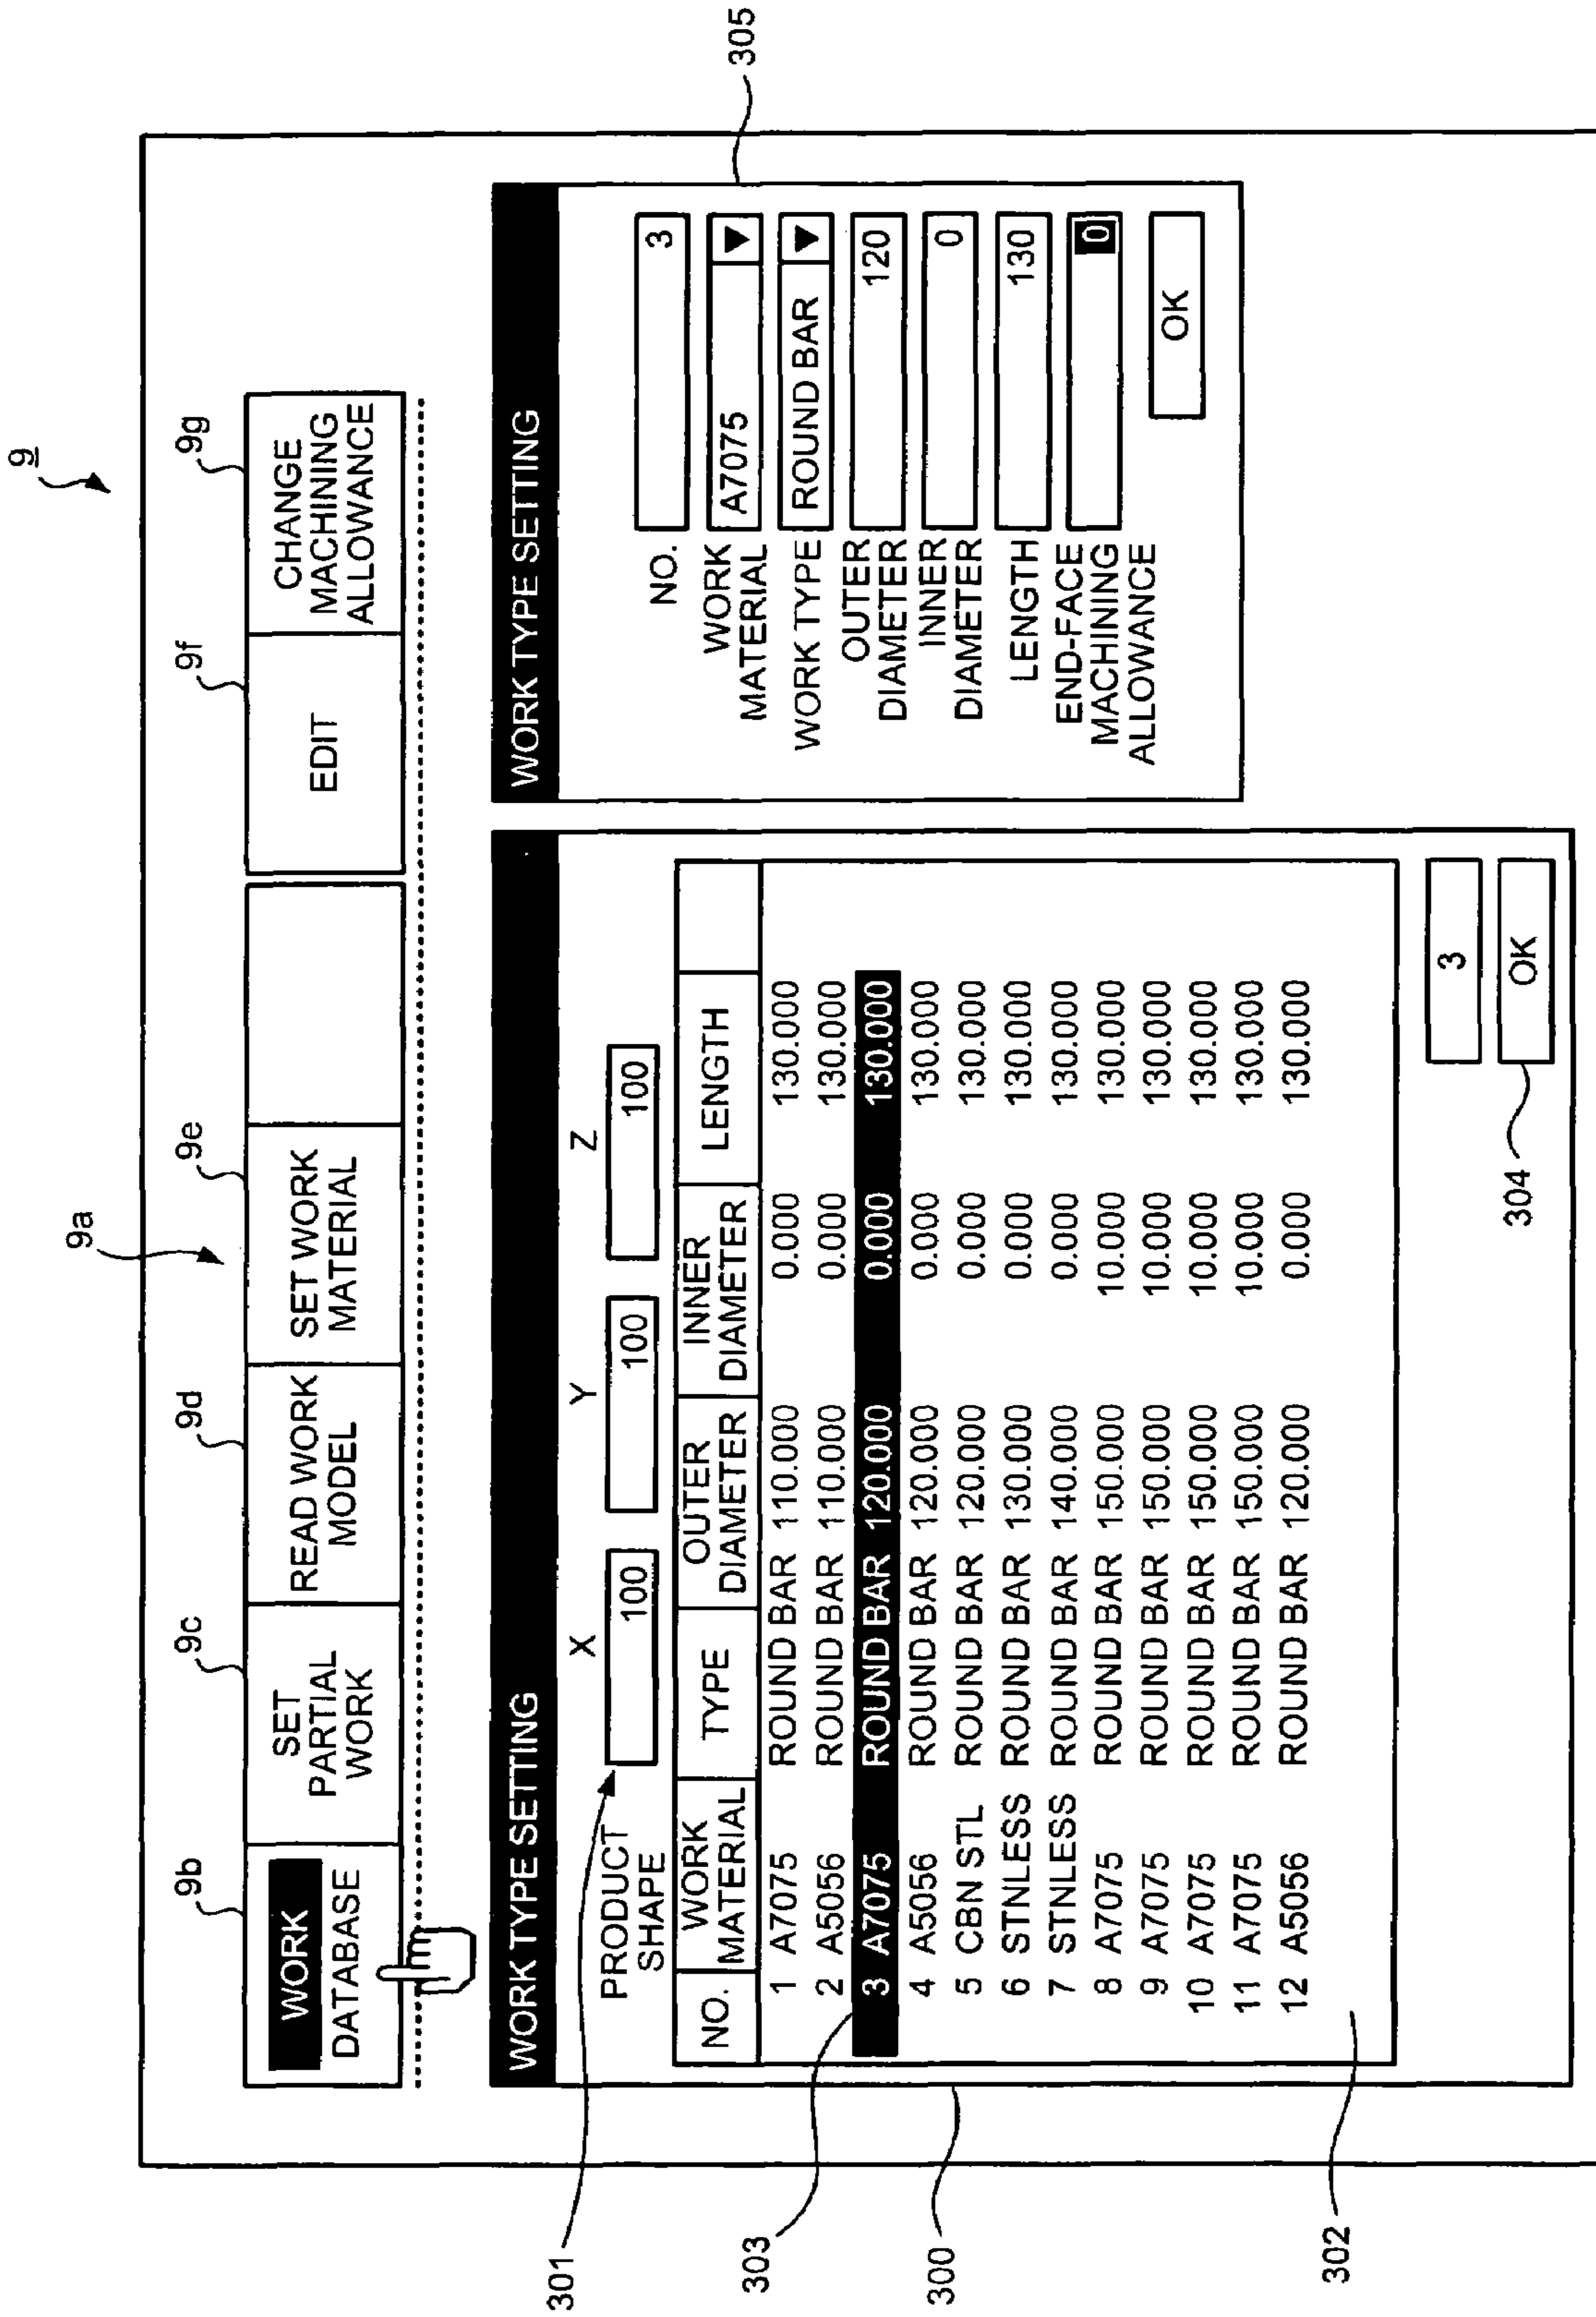 9
9a
9b
9c
9d
9e
9f
9g
WORK
DATABASE
SET
PARTIAL
WORK
READ WORK
MODEL
SET WORK
MATERIAL
EDIT
CHANGE
MACHINING
ALLOWANCE
WORK TYPE SETTING
PRODUCT
SHAPE
X
100
Y
100
Z
100
NO. WORK MATERIAL TYPE OUTER DIAMETER INNER DIAMETER LENGTH
1 A7075 ROUND BAR 110.000 0.000 130.000
2 A5056 ROUND BAR 110.000 0.000 130.000
3 A7075 ROUND BAR 120.000 0.000 130.000
4 A5056 ROUND BAR 120.000 0.000 130.000
5 CBN STL ROUND BAR 120.000 0.000 130.000
6 STNLESS ROUND BAR 130.000 0.000 130.000
7 STNLESS ROUND BAR 140.000 0.000 130.000
8 A7075 ROUND BAR 150.000 10.000 130.000
9 A7075 ROUND BAR 150.000 10.000 130.000
10 A7075 ROUND BAR 150.000 10.000 130.000
11 A7075 ROUND BAR 150.000 10.000 130.000
12 A5056 ROUND BAR 120.000 0.000 130.000
3
OK
WORK TYPE SETTING
NO. 3
WORK
MATERIAL A7075
WORK TYPE ROUND BAR
OUTER
DIAMETER 120
INNER
DIAMETER 0
LENGTH 130
END-FACE
MACHINING
ALLOWANCE 0
OK
301
303
300
302
304
305